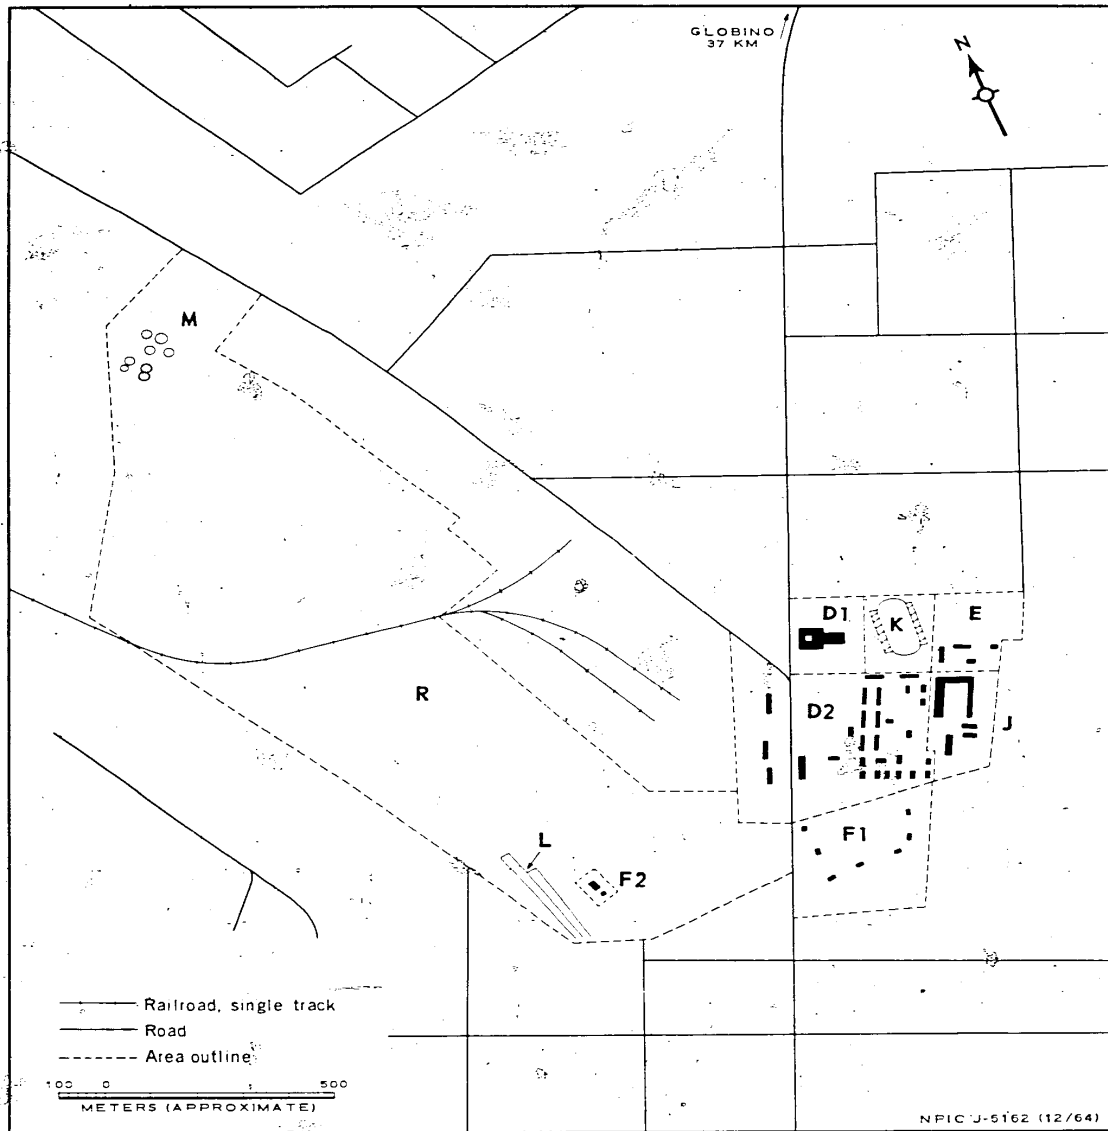 GLOBINO
37 KM
N
M
D1
K
E
R
D2
J
F1
L
F2
Railroad, single track
Road
Area outline
100 0 500
METERS (APPROXIMATE)
NPIC J-5162 (12/64)